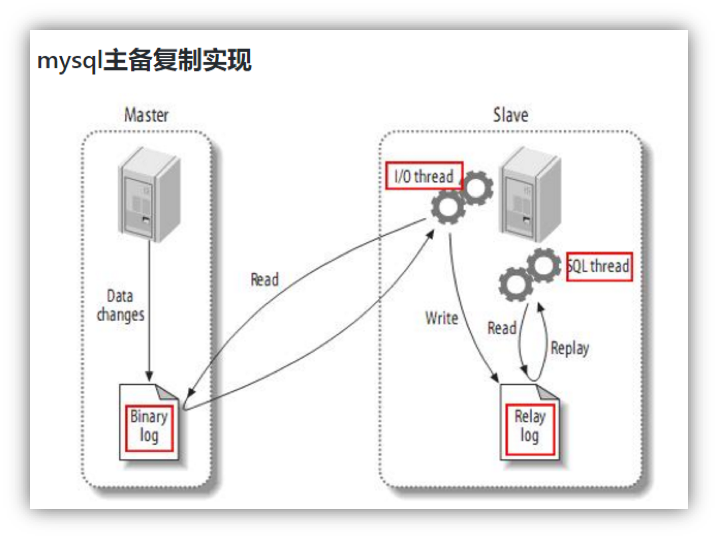 mysql主备复制实现
Master
Slave
I/O thread
SQL thread
Read
Data
changes
Write
Read
Replay
Binary
log
Relay
log